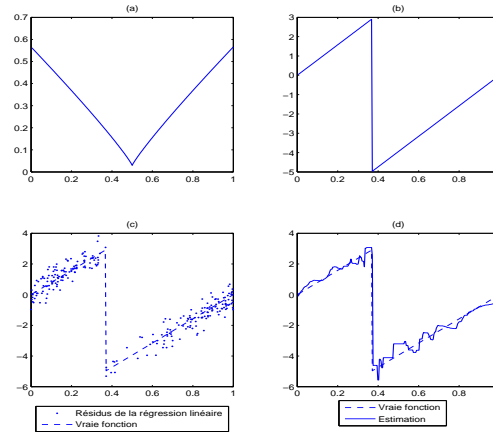 (a)
0.7
0.6
0.5
0.4
0.3
0.2
0.1
0
0 0.2 0.4 0.6 0.8 1
(b)
3
2
1
0
−1
−2
−3
−4
−5
0 0.2 0.4 0.6 0.8
(c)
4
2
0
−2
−4
−6
0 0.2 0.4 0.6 0.8 1
Résidus de la régression linéaire
Vraie fonction
(d)
4
2
0
−2
−4
−6
0 0.2 0.4 0.6 0.8
Vraie fonction
Estimation